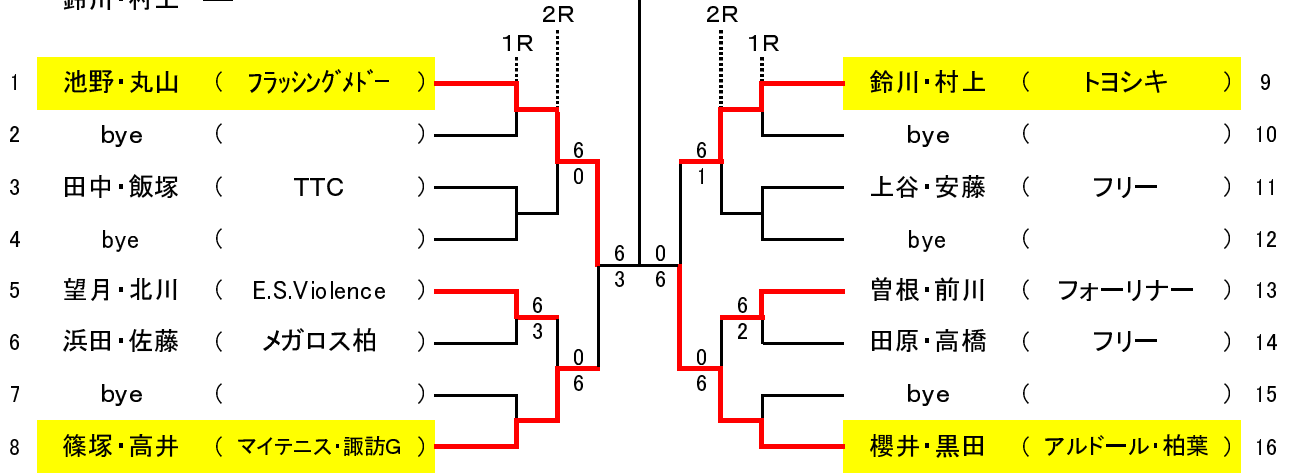 鈴川・村上
2R 2R
1R 1R
1 池野・丸山 ( フラッシングメドー ) 鈴川・村上 ( トヨシキ ) 9
2 bye ( ) bye ( ) 10
6 6
0 1
3 田中・飯塚 ( TTC ) 上谷・安藤 ( フリー ) 11
4 bye ( ) bye ( ) 12
6 0
3 6
5 望月・北川 ( E.S.Violence ) 曽根・前川 ( フォーリナー ) 13
6 6
3 2
6 浜田・佐藤 ( メガロス柏 ) 田原・高橋 ( フリー ) 14
0 0
6 6
7 bye ( ) bye ( ) 15
8 篠塚・高井 ( マイテニス・諏訪G ) 櫻井・黒田 ( アルドール・柏葉 ) 16